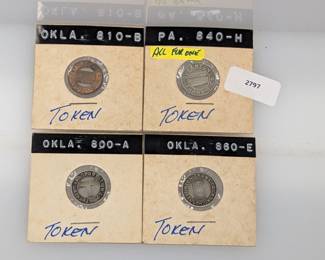 OKLA. 810-B
PA. 840-H
ALL FOR ONE
2797
TOKEN
TOKEN
OKLA. 800-A
OKLA. 860-E
TOKEN
TOKEN